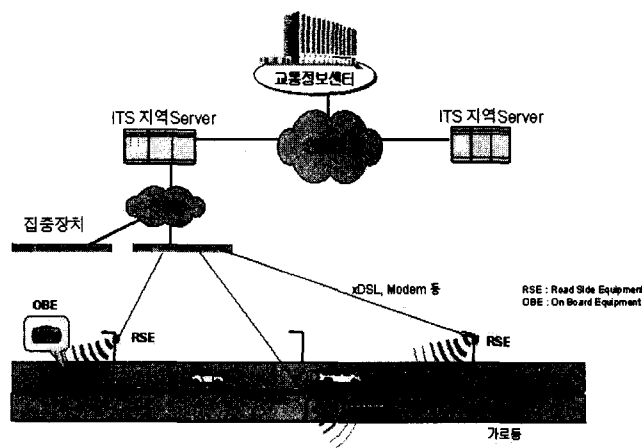 교통정보센터
ITS 지역Server
ITS 지역Server
집중장치
xDSL, Modem 등
RSE : Road Side Equipment
OBE : On Board Equipment
OBE
RSE
RSE
가로등